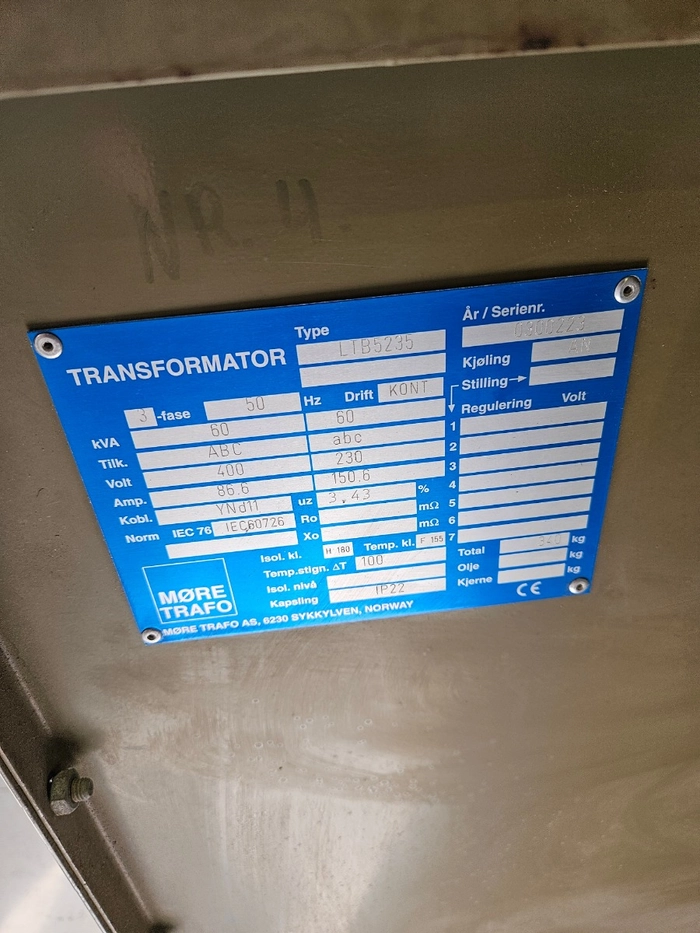 NR. 4
TRANSFORMATOR
Type
LTB5235
År / Serienr.
Kjøling AN
Stilling
3 -fase 50 Hz Drift KONT
Regulering Volt
kVA 60 60
Tilk. ABC abc
Volt 400 230
Amp. 86.6 150.6
Kobl. YNd11 uz 3.43 %
Norm IEC 76 IEC60726 Ro mΩ
Xo mΩ
1
2
3
4
5
6
7
Isol. kl. H 180 Temp. kl. F 155
Temp.stign. ΔT 100
Isol. nivå
Kapsling IP22
Total kg
Olje kg
Kjerne kg
CE
MØRE
TRAFO
MØRE TRAFO AS, 6230 SYKKYLVEN, NORWAY